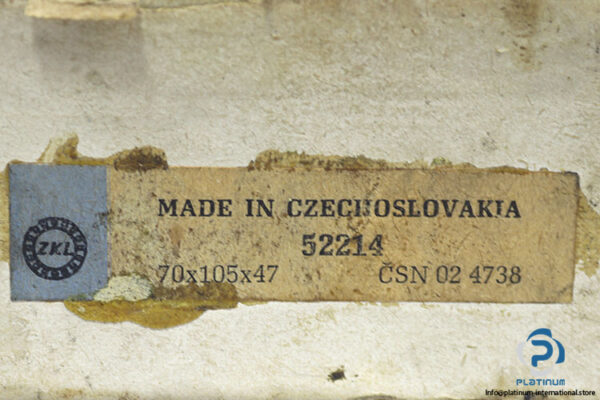 MADE IN CZECHOSLOVAKIA
ZKL
52214
70x105x47 ČSN 02 4738
PLATINUM
Info@platinum-international.store